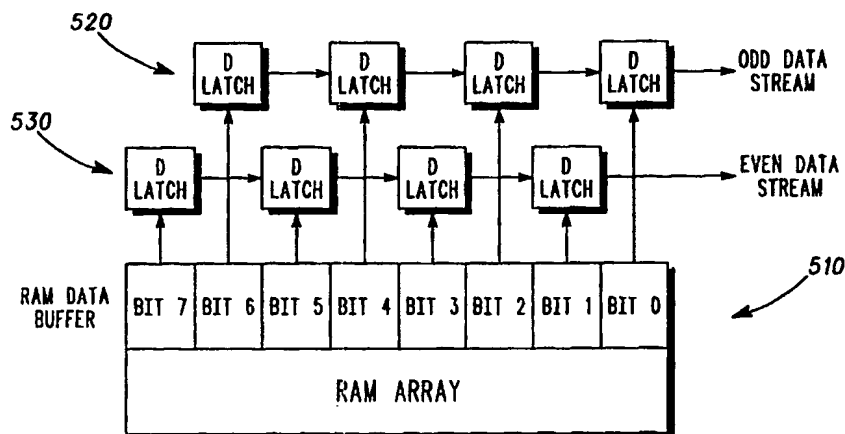 520
D LATCH
D LATCH
D LATCH
D LATCH
ODD DATA STREAM
530
D LATCH
D LATCH
D LATCH
D LATCH
EVEN DATA STREAM
510
RAM DATA BUFFER
BIT 7 BIT 6 BIT 5 BIT 4 BIT 3 BIT 2 BIT 1 BIT 0
RAM ARRAY